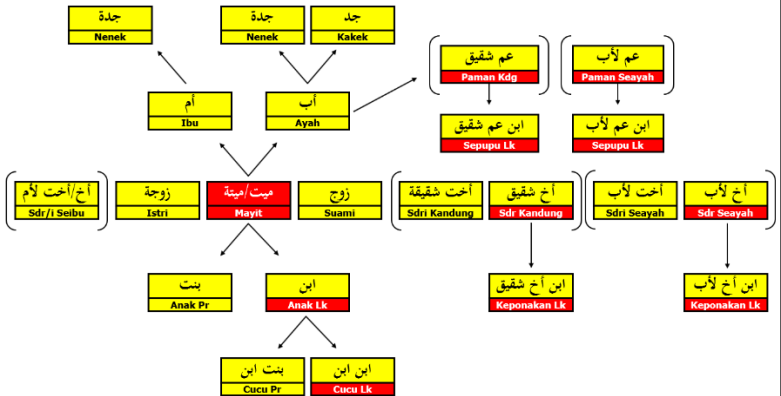 جدة
Nenek
جدة
Nenek
جد
Kakek
عم شقيق
Paman Kdg
عم لأب
Paman Seayah
أم
Ibu
أب
Ayah
ابن عم شقيق
Sepupu Lk
ابن عم لأب
Sepupu Lk
أخ/أخت لأم
Sdr/i Seibu
زوجة
Istri
ميت/ميتة
Mayit
زوج
Suami
أخت شقيقة
Sdri Kandung
أخ شقيق
Sdr Kandung
أخت لأب
Sdri Seayah
أخ لأب
Sdr Seayah
بنت
Anak Pr
ابن
Anak Lk
ابن أخ شقيق
Keponakan Lk
ابن أخ لأب
Keponakan Lk
بنت ابن
Cucu Pr
ابن ابن
Cucu Lk